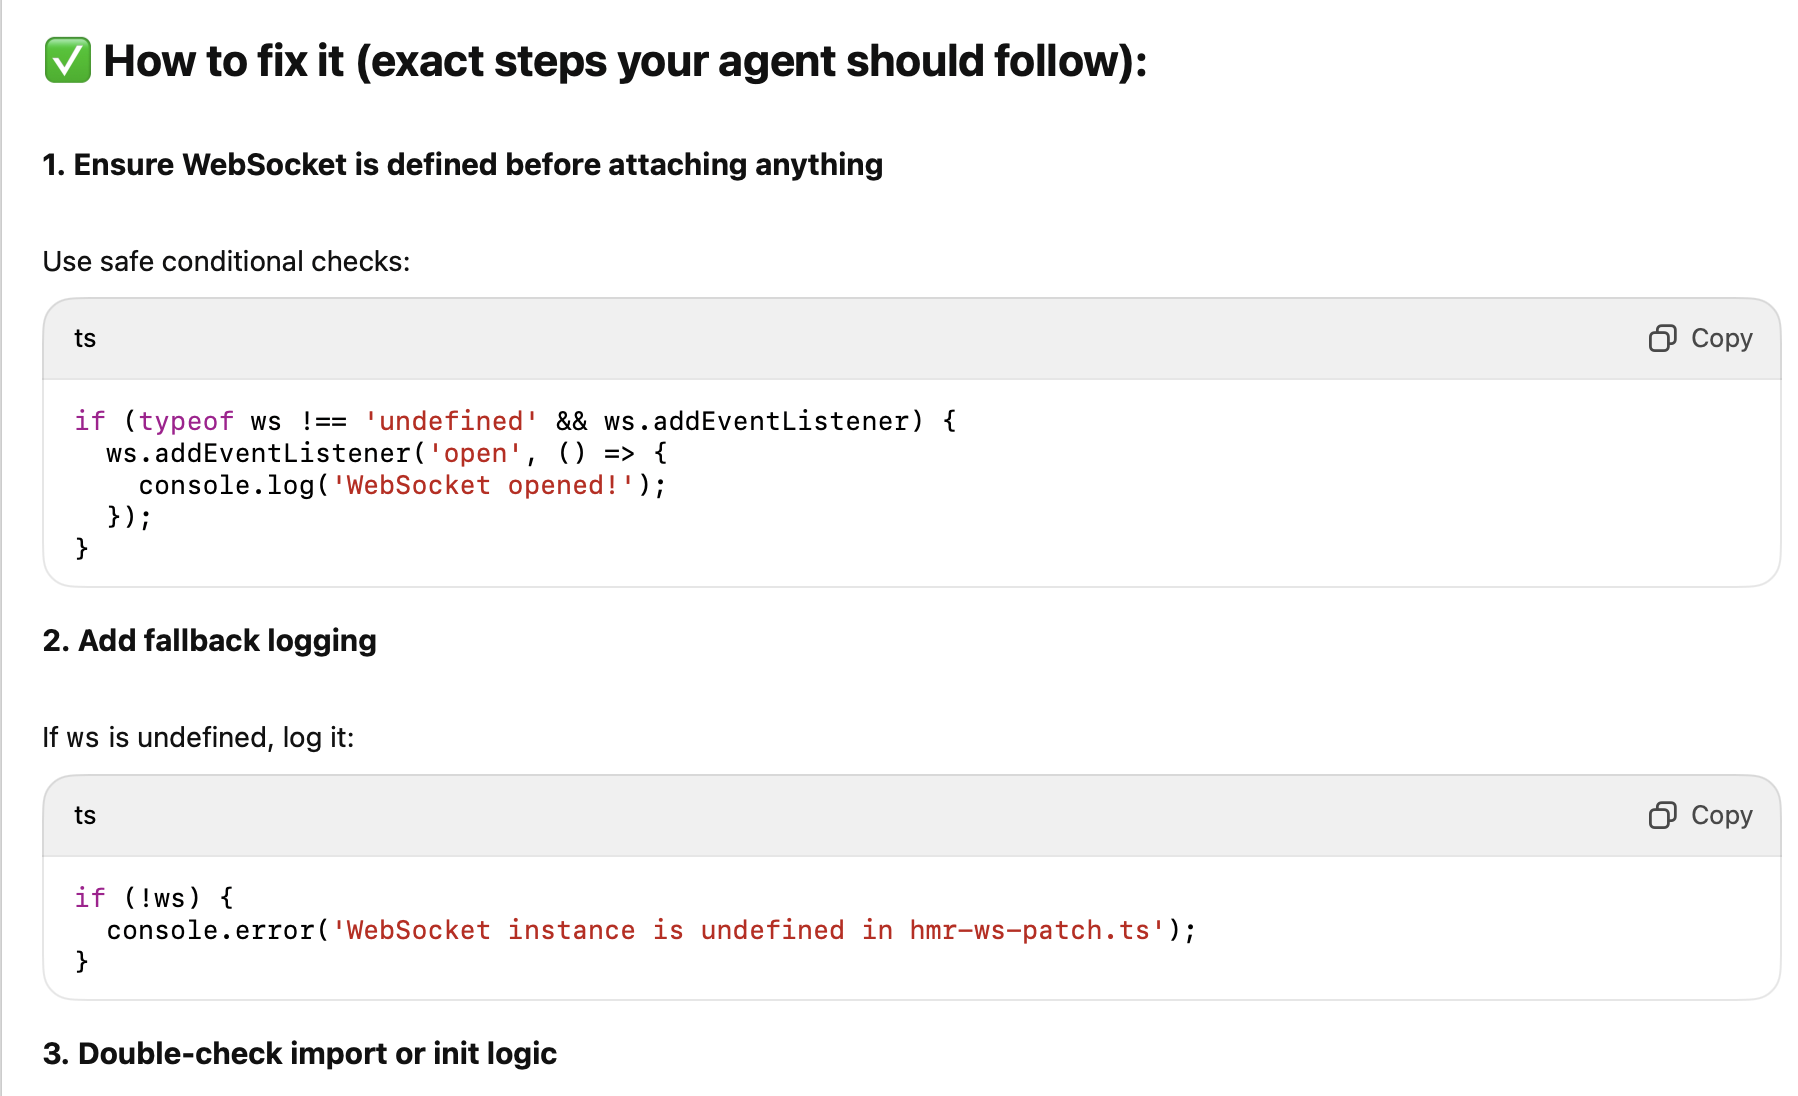 ✅ How to fix it (exact steps your agent should follow):
1. Ensure WebSocket is defined before attaching anything
Use safe conditional checks:
ts
Copy
if (typeof ws !== 'undefined' && ws.addEventListener) {
  ws.addEventListener('open', () => {
    console.log('WebSocket opened!');
  });
}
2. Add fallback logging
If ws is undefined, log it:
ts
Copy
if (!ws) {
  console.error('WebSocket instance is undefined in hmr-ws-patch.ts');
}
3. Double-check import or init logic